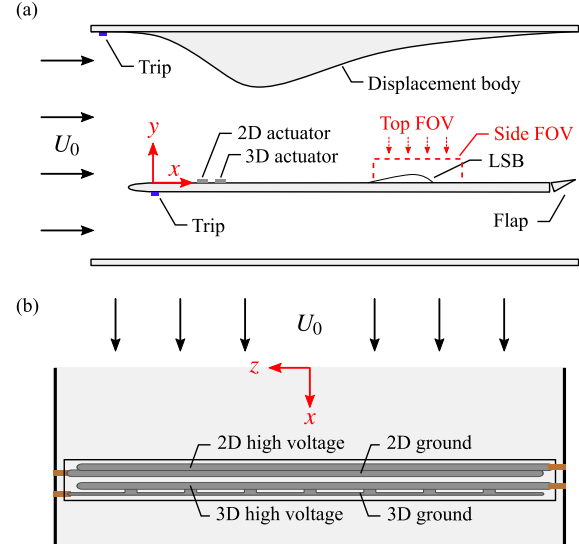 (a)
Trip
Displacement body
U₀
y
x
2D actuator
3D actuator
Top FOV
Side FOV
LSB
Trip
Flap
(b)
U₀
z
x
2D high voltage
2D ground
3D high voltage
3D ground